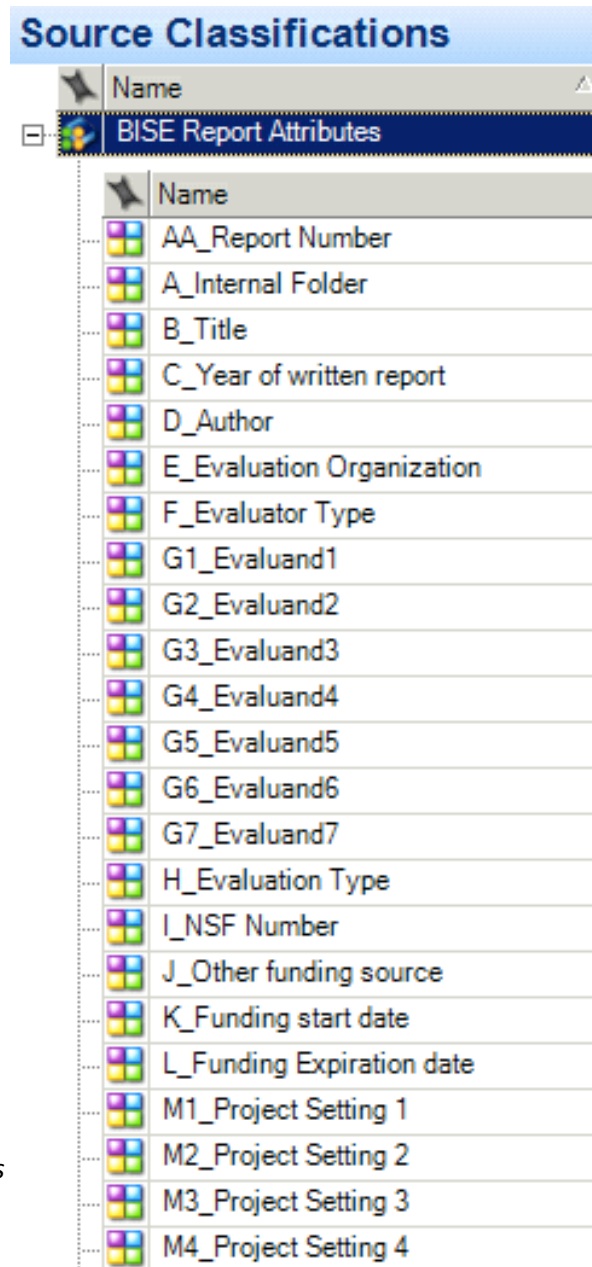 Source Classifications
Name
BISE Report Attributes
Name
AA_Report Number
A_Internal Folder
B_Title
C_Year of written report
D_Author
E_Evaluation Organization
F_Evaluator Type
G1_Evaluand1
G2_Evaluand2
G3_Evaluand3
G4_Evaluand4
G5_Evaluand5
G6_Evaluand6
G7_Evaluand7
H_Evaluation Type
I_NSF Number
J_Other funding source
K_Funding start date
L_Funding Expiration date
M1_Project Setting 1
M2_Project Setting 2
s
M3_Project Setting 3
M4_Project Setting 4